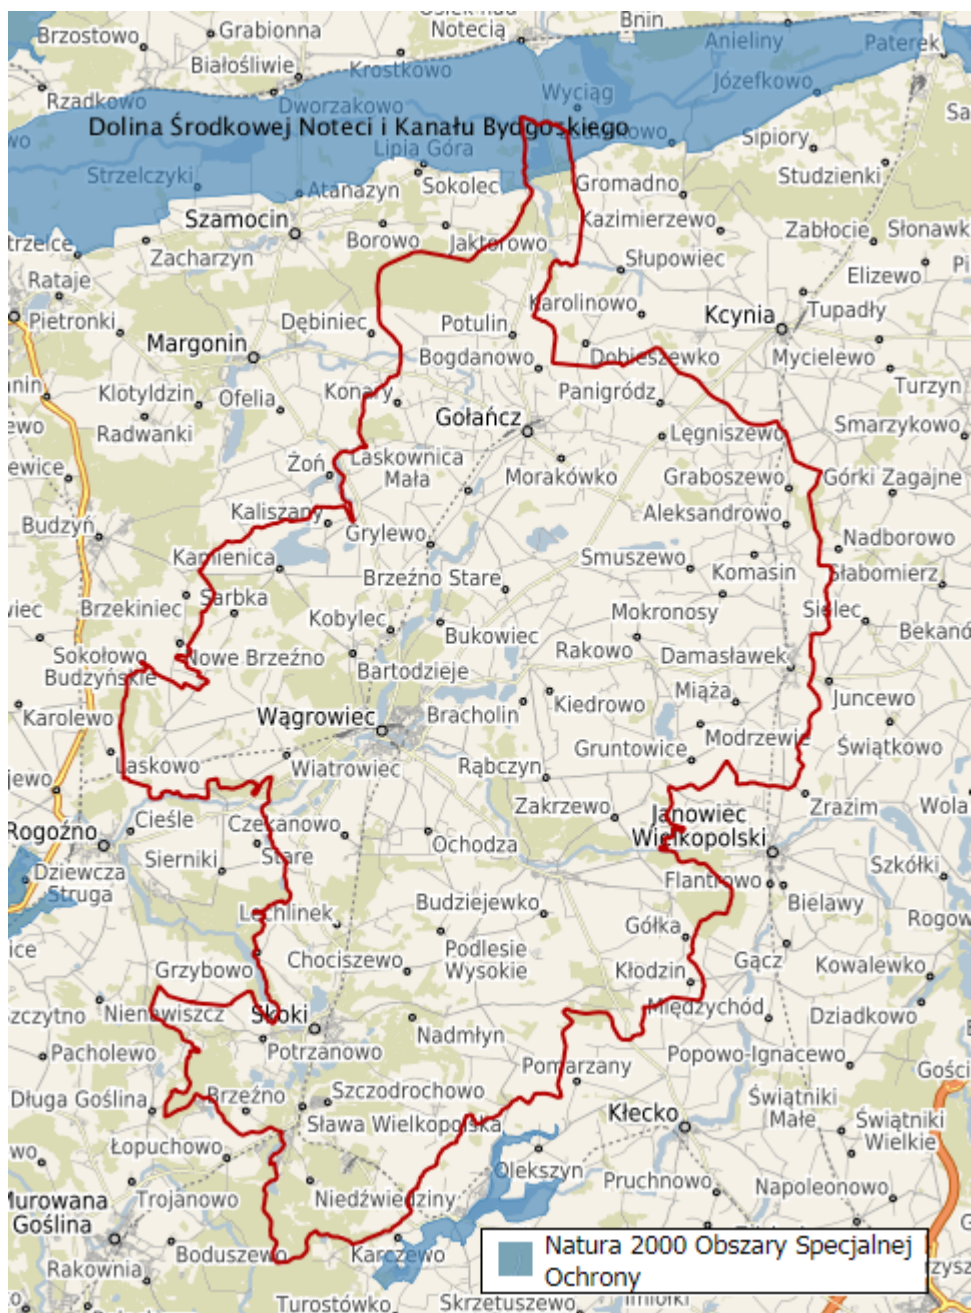 Noteć
Bnin
Brzostowo
Grabionna
Notecią
Anieliny
Paterek
Białośliwie
Krostkowo
Józefkowo
Rzadkowo
Dworzakowo
Wyciąg
Dolina Środkowej Noteci i Kanału Bydgoskiego
Lipia Góra
Sipiory
Strzelczyki
Atanazyn
Sokolec
Gromadno
Studzienki
Szamocin
Kazimierzewo
Borowo
Jaktorowo
Zabłocie
Zacharzyn
Słupowiec
Elizewo
Rataje
Karolinowo
Tupadły
Pietronki
Dębiniec
Potulin
Kcynia
Margonin
Bogdanowo
Dobieszewko
Mycielewo
Klotyldzin
Ofelia
Konary
Panigródz
Turzyn
Radwanki
Gołańcz
Łęgniszewo
Smarzykowo
Żoń
Laskownica
Mała
Morakówko
Graboszewo
Górki Zagajne
Budzyń
Kaliszany
Grylewo
Aleksandrowo
Nadborowo
Kamienica
Brzeźno Stare
Smuszewo
Komasin
Słabomierz
Brzekiniec
Sarbka
Kobylec
Bukowiec
Mokronosy
Sielec
Sokołowo
Budzyńskie
Nowe Brzeźno
Bartodzieje
Rakowo
Damasławek
Karolewo
Wągrowiec
Bracholin
Kiedrowo
Miąża
Juncewo
Laskowo
Wiatrowiec
Rąbczyn
Gruntowice
Modrzewie
Świątkowo
Rogoźno
Cieśle
Czekanowo
Zakrzewo
Janowiec
Wielkopolski
Zrazim
Wola
Sierniki
Stare
Ochodza
Szkółki
Dziewcza
Struga
Flantrowo
Bielawy
Lechlinek
Budziejewko
Gółka
Grzybowo
Chociszewo
Podlesie
Wysokie
Kłodzin
Gącz
Kowalewko
Nienawiszcz
Skoki
Nadmłyn
Międzychód
Dziadkowo
Pacholewo
Potrzanowo
Pomarzany
Popowo-Ignacewo
Długa Goślina
Brzeźno
Szczodrochowo
Kłecko
Świątniki
Małe
Świątniki
Wielkie
Łopuchowo
Sława Wielkopolska
Olekszyn
Murowana
Goślina
Trojanowo
Niedźwiedziny
Pruchnowo
Napoleonowo
Boduszewo
Karczewo
Rakownia
Turostówko
Skrzetuszewo
Natura 2000 Obszary Specjalnej
Ochrony